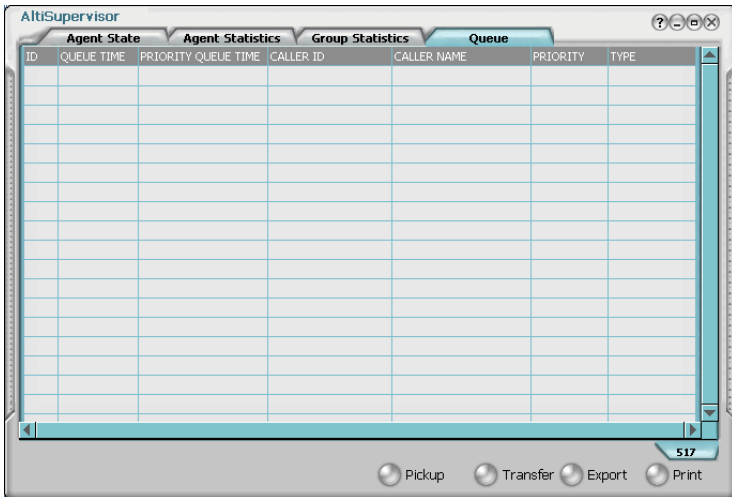 AltiSupervisor
?
Agent State Agent Statistics Group Statistics Queue
ID QUEUE TIME PRIORITY QUEUE TIME CALLER ID CALLER NAME PRIORITY TYPE
517
Pickup Transfer Export Print